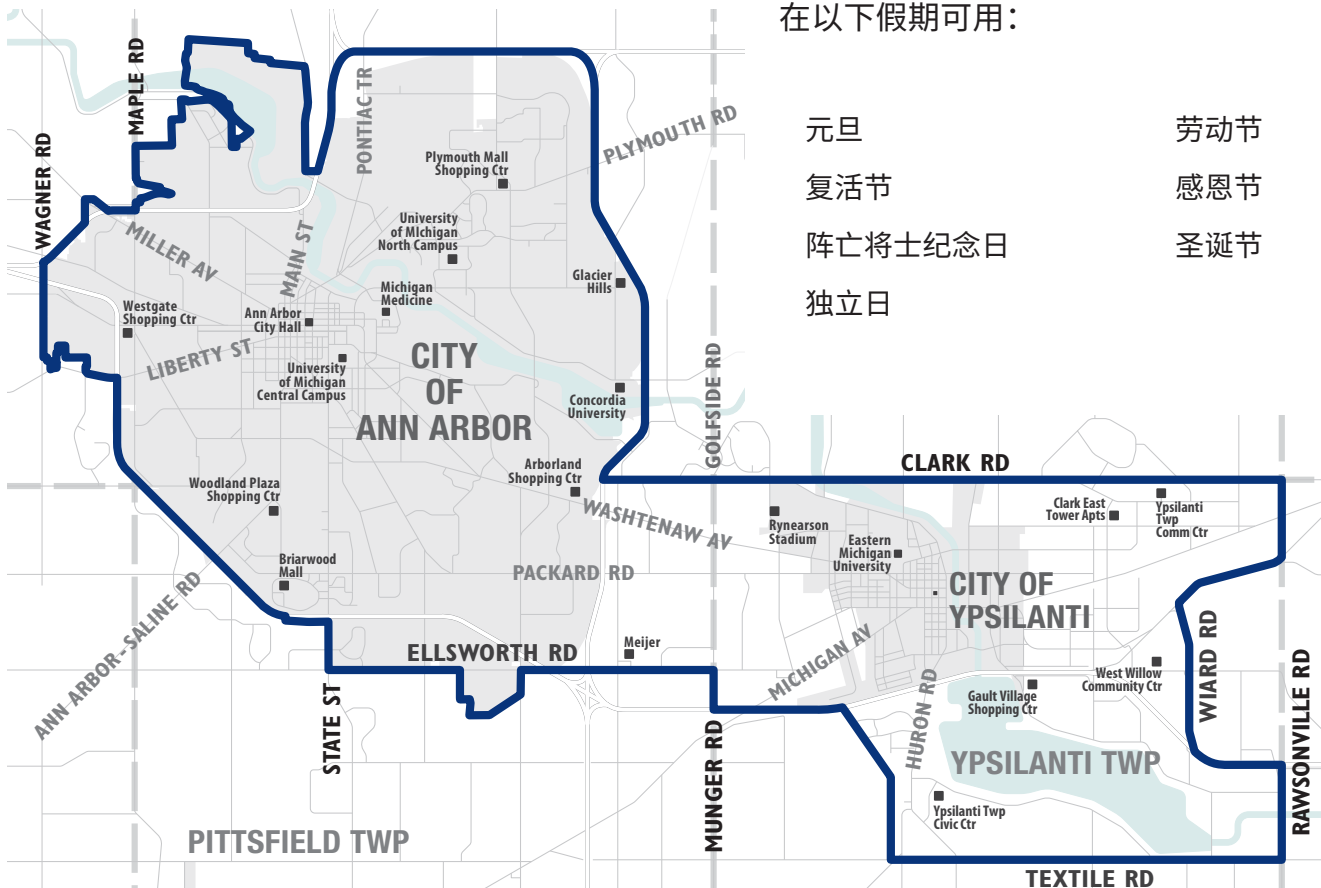 在以下假期可用：
元旦
劳动节
复活节
感恩节
阵亡将士纪念日
圣诞节
独立日
WAGNER RD
MAPLE RD
PONTIAC TR
PLYMOUTH RD
Plymouth Mall
Shopping Ctr
University
of MIchigan
North Campus
MILLER AV
MAIN ST
Glacier
Hills
Michigan
Medicine
Westgate
Shopping Ctr
Ann Arbor
City Hall
LIBERTY ST
University
of Michigan
Central Campus
CITY
OF
ANN ARBOR
GOLFSIDE RD
Concordia
University
Arborland
Shopping Ctr
CLARK RD
Woodland Plaza
Shopping Ctr
WASHTENAW AV
Rynearson
Stadium
Clark East
Tower Apts
Ypsilanti
Twp
Comm Ctr
Eastern
Michigan
University
Briarwood
Mall
PACKARD RD
CITY OF
YPSILANTI
ANN ARBOR-SALINE RD
ELLSWORTH RD
Meijer
MICHIGAN AV
WIARD RD
West Willow
Community Ctr
Gault Village
Shopping Ctr
STATE ST
HURON RD
RAWSONVILLE RD
MUNGER RD
YPSILANTI TWP
Ypsilanti Twp
Civic Ctr
PITTSFIELD TWP
TEXTILE RD